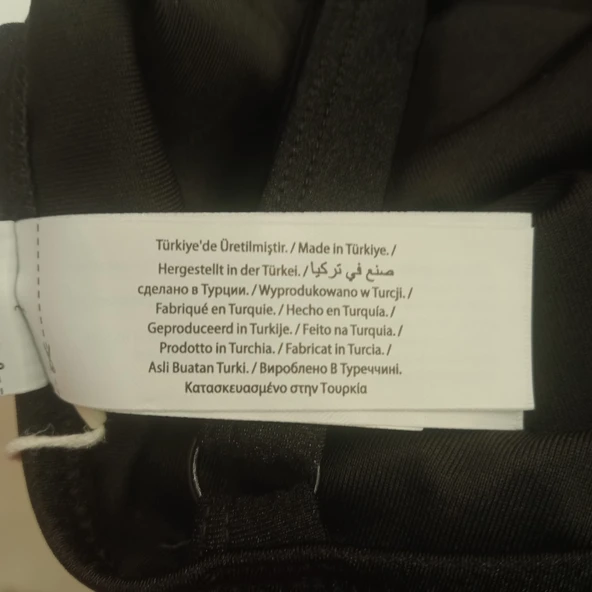 Türkiye'de Üretilmiştir. / Made in Türkiye. /
Hergestellt in der Türkei. / صنع في تركيا
сделано в Турции. / Wyprodukowano w Turcji. /
Fabriqué en Turquie. / Hecho en Turquía. /
Geproduceerd in Turkije. / Feito na Turquia. /
Prodotto in Turchia. / Fabricat in Turcia. /
Asli Buatan Turki. / Вироблено В Туреччині.
Κατασκευασμένο στην Τουρκία